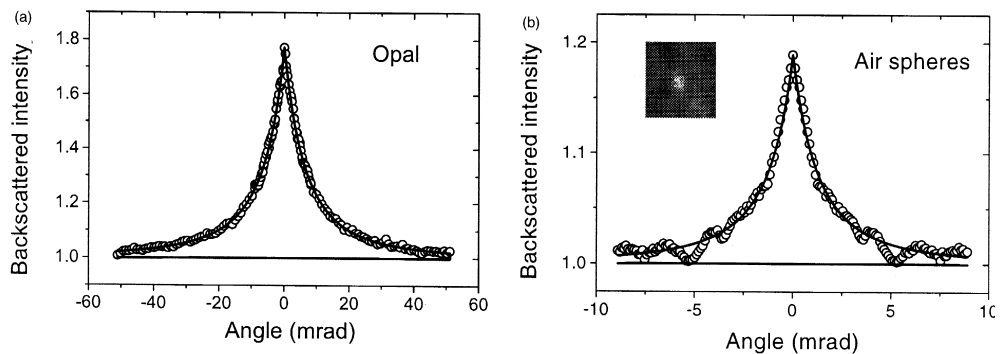 (a)
Opal
Backscattered intensity
1.8
1.6
1.4
1.2
1.0
-60 -40 -20 0 20 40 60
Angle (mrad)
(b)
Air spheres
Backscattered intensity
1.2
1.1
1.0
-10 -5 0 5 10
Angle (mrad)